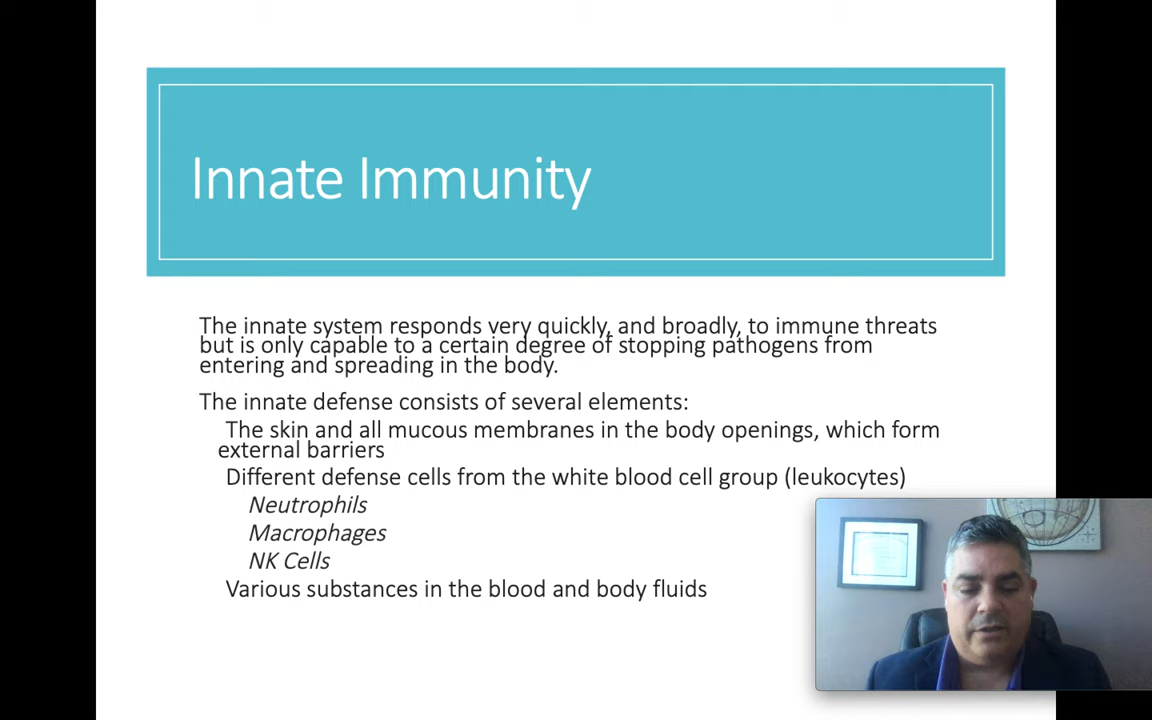 Innate Immunity
The innate system responds very quickly, and broadly, to immune threats
but is only capable to a certain degree of stopping pathogens from
entering and spreading in the body.
The innate defense consists of several elements:
The skin and all mucous membranes in the body openings, which form
external barriers
Different defense cells from the white blood cell group (leukocytes)
Neutrophils
Macrophages
NK Cells
Various substances in the blood and body fluids